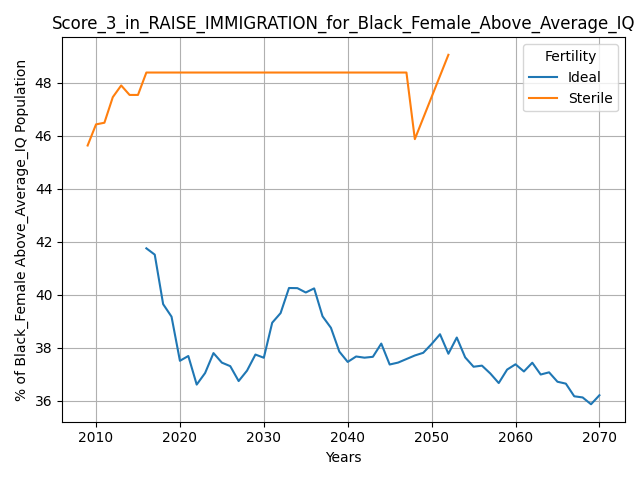 Score_3_in_RAISE_IMMIGRATION_for_Black_Female_Above_Average_IQ
Fertility
Ideal
Sterile
% of Black_Female Above_Average_IQ Population
48
46
44
42
40
38
36
2010
2020
2030
2040
2050
2060
2070
Years